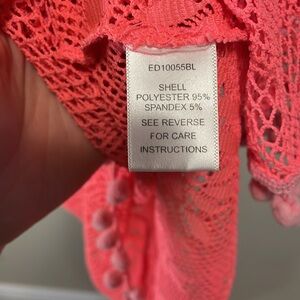 ED10055BL
SHELL
POLYESTER 95%
SPANDEX 5%
SEE REVERSE
FOR CARE
INSTRUCTIONS